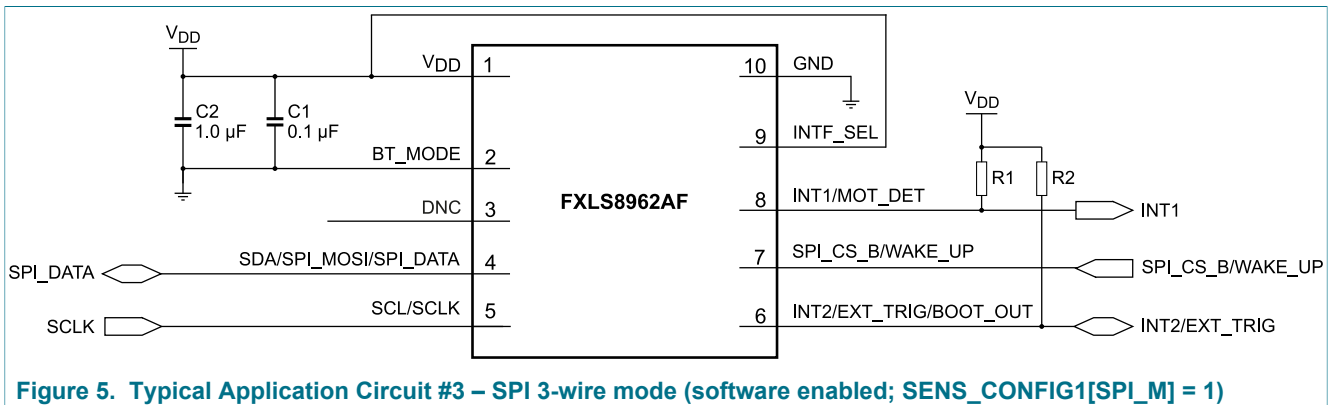 VDD
VDD 1
10 GND
C2
1.0 µF
C1
0.1 µF
VDD
9 INTF_SEL
BT_MODE 2
FXLS8962AF
R1
R2
DNC 3
8 INT1/MOT_DET
INT1
SDA/SPI_MOSI/SPI_DATA 4
SPI_DATA
7 SPI_CS_B/WAKE_UP
SPI_CS_B/WAKE_UP
SCL/SCLK 5
SCLK
6 INT2/EXT_TRIG/BOOT_OUT
INT2/EXT_TRIG
Figure 5. Typical Application Circuit #3 – SPI 3-wire mode (software enabled; SENS_CONFIG1[SPI_M] = 1)